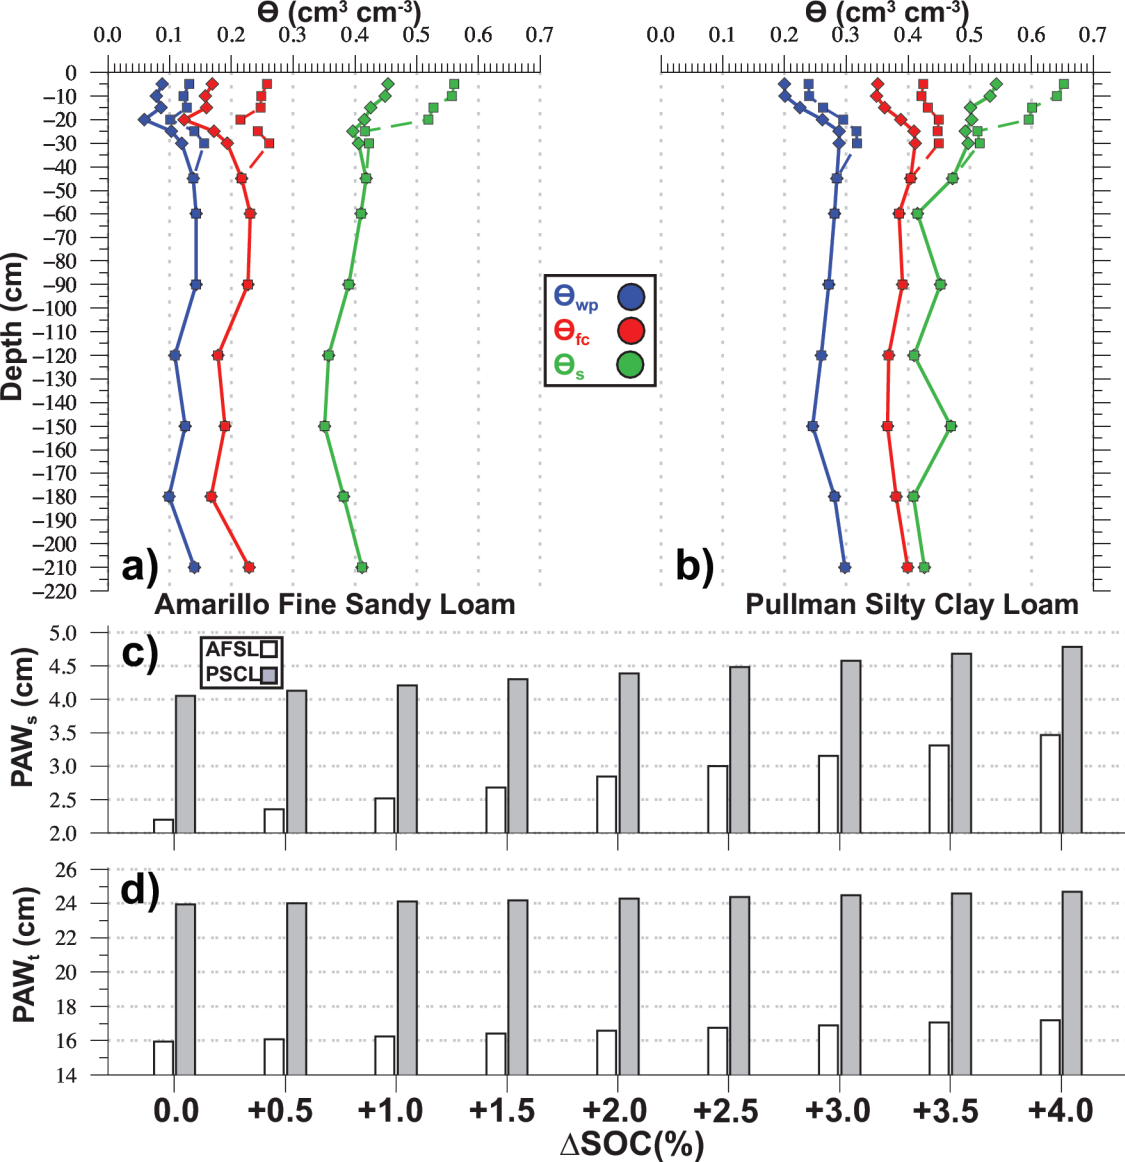 Ɵ (cm³ cm⁻³)
Ɵ (cm³ cm⁻³)
0.0 0.1 0.2 0.3 0.4 0.5 0.6 0.7
0.0 0.1 0.2 0.3 0.4 0.5 0.6 0.7
0
−10
−20
−30
−40
−50
−60
−70
−80
−90
−100
−110
−120
−130
−140
−150
−160
−170
−180
−190
−200
−210
−220
Depth (cm)
Ɵwp
Ɵfc
Ɵs
a)
b)
Amarillo Fine Sandy Loam
Pullman Silty Clay Loam
c)
AFSL
PSCL
5.0
4.5
4.0
3.5
3.0
2.5
2.0
PAWs (cm)
d)
26
24
22
20
18
16
14
PAWt (cm)
0.0 +0.5 +1.0 +1.5 +2.0 +2.5 +3.0 +3.5 +4.0
ΔSOC(%)